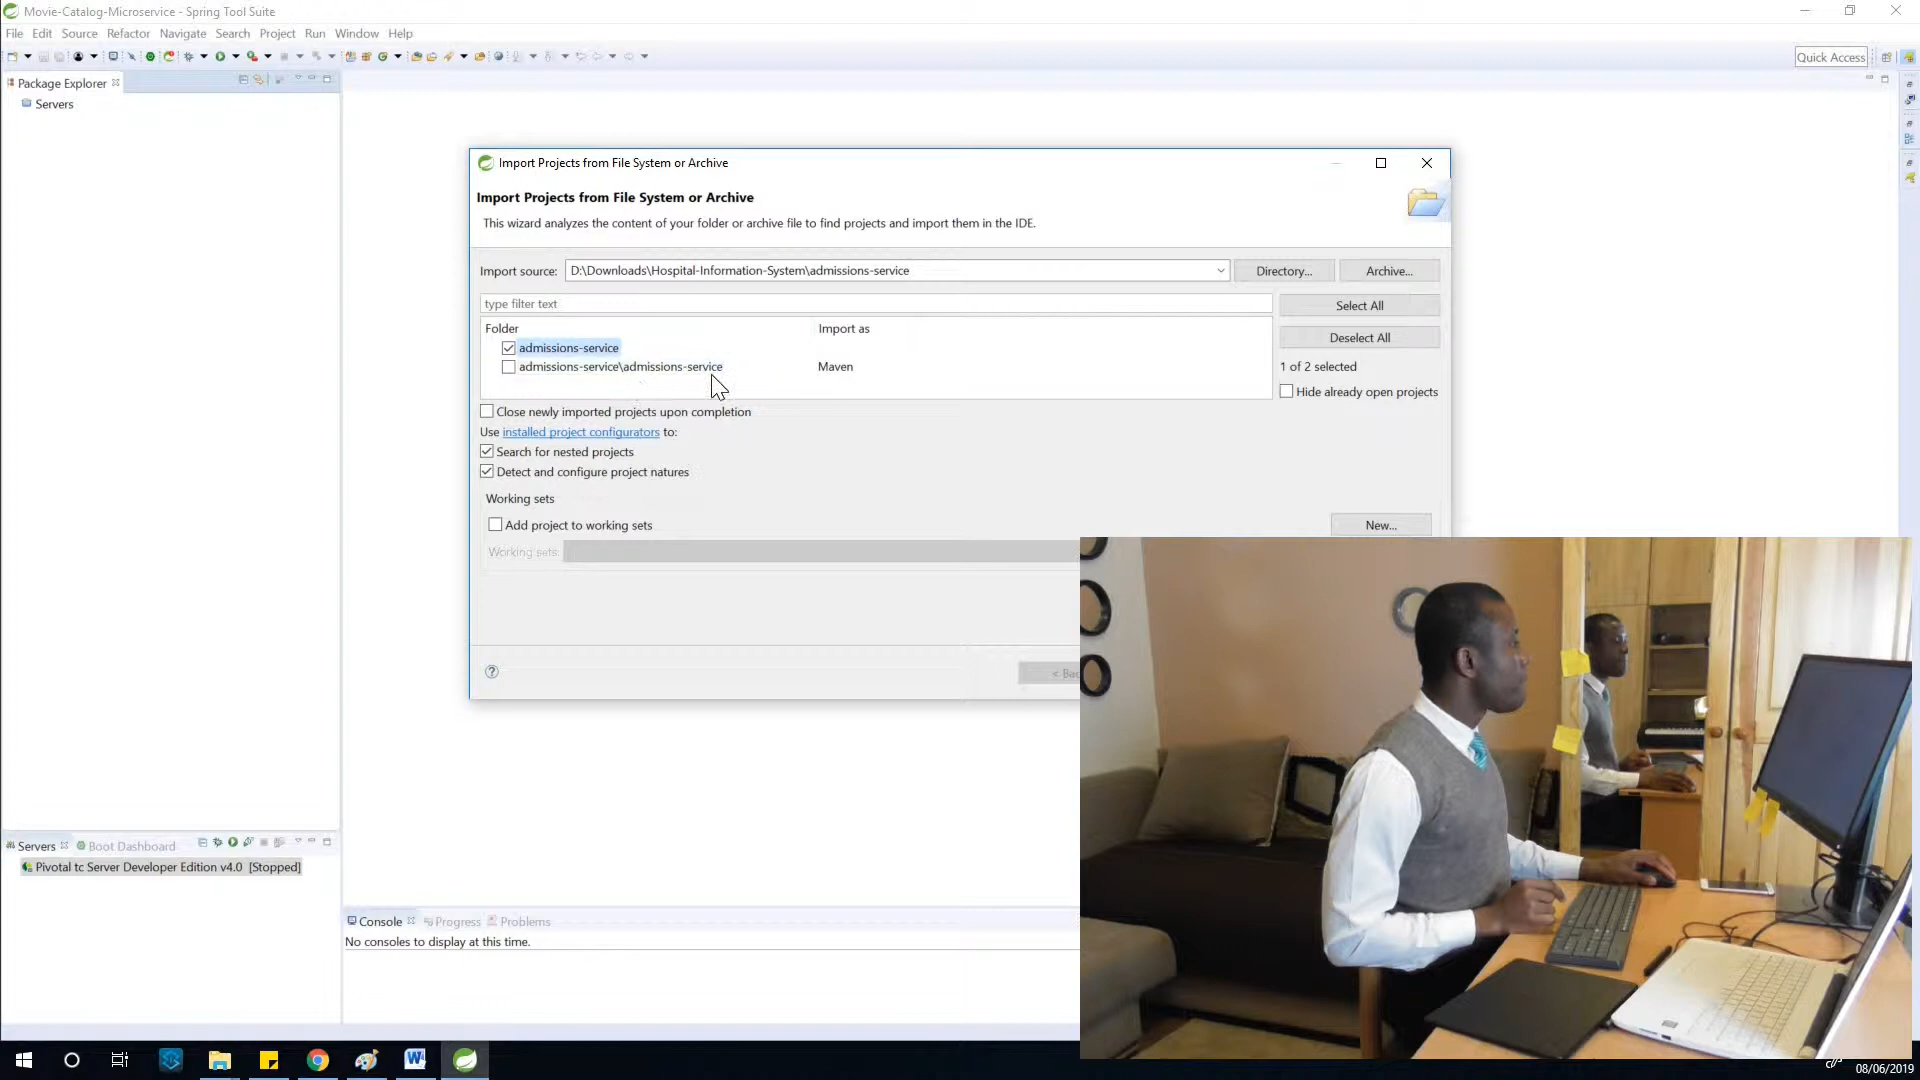 Movie-Catalog-Microservice - Spring Tool Suite
File Edit Source Refactor Navigate Search Project Run Window Help
Quick Access
Package Explorer
Servers
Import Projects from File System or Archive
Import Projects from File System or Archive
This wizard analyzes the content of your folder or archive file to find projects and import them in the IDE.
Import source: D:\Downloads\Hospital-Information-System\admissions-service Directory... Archive...
type filter text Select All
Folder Import as
Deselect All
admissions-service
admissions-service\admissions-service Maven 1 of 2 selected
Hide already open projects
Close newly imported projects upon completion
Use installed project configurators to:
Search for nested projects
Detect and configure project natures
Working sets
Add project to working sets New...
Working sets:
< Bac
Servers Boot Dashboard
Pivotal tc Server Developer Edition v4.0 [Stopped]
Console Progress Problems
No consoles to display at this time.
08/06/2019